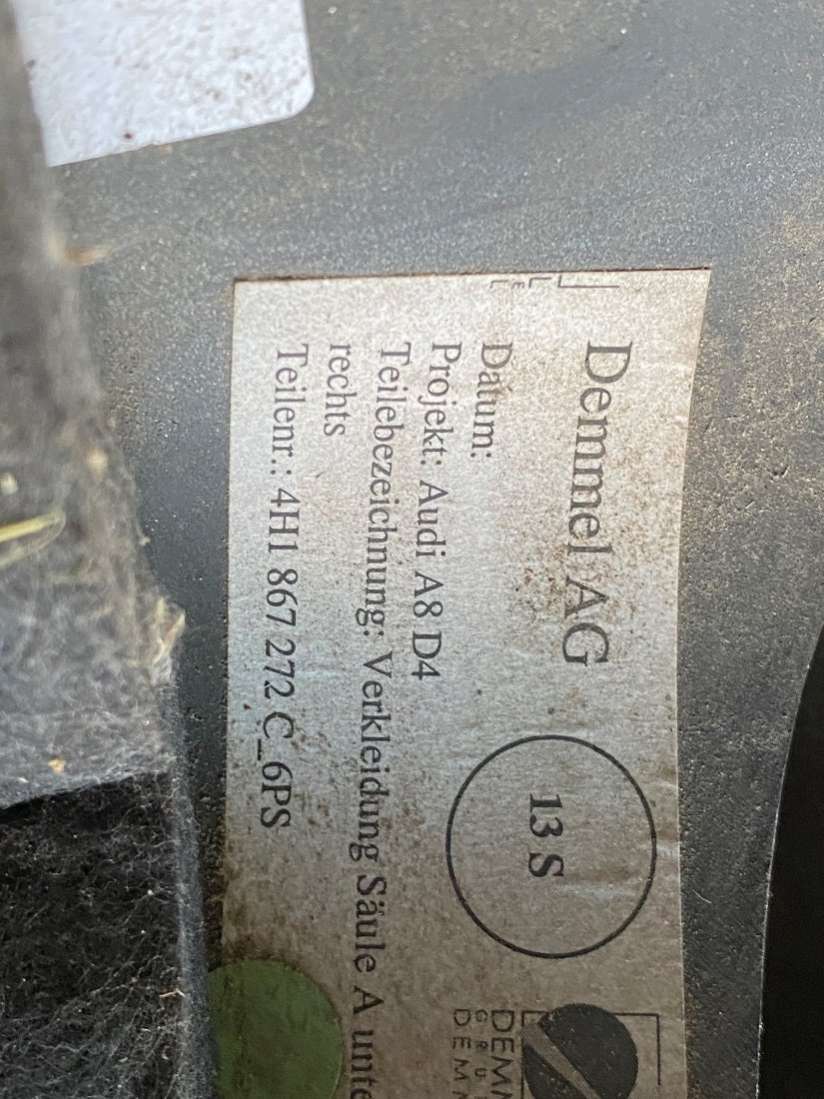 Demmel AG
13 S
Datum:
Projekt: Audi A8 D4
Teilebezeichnung: Verkleidung Säule A unte
rechts
Teilenr.: 4H1 867 272 C_6PS